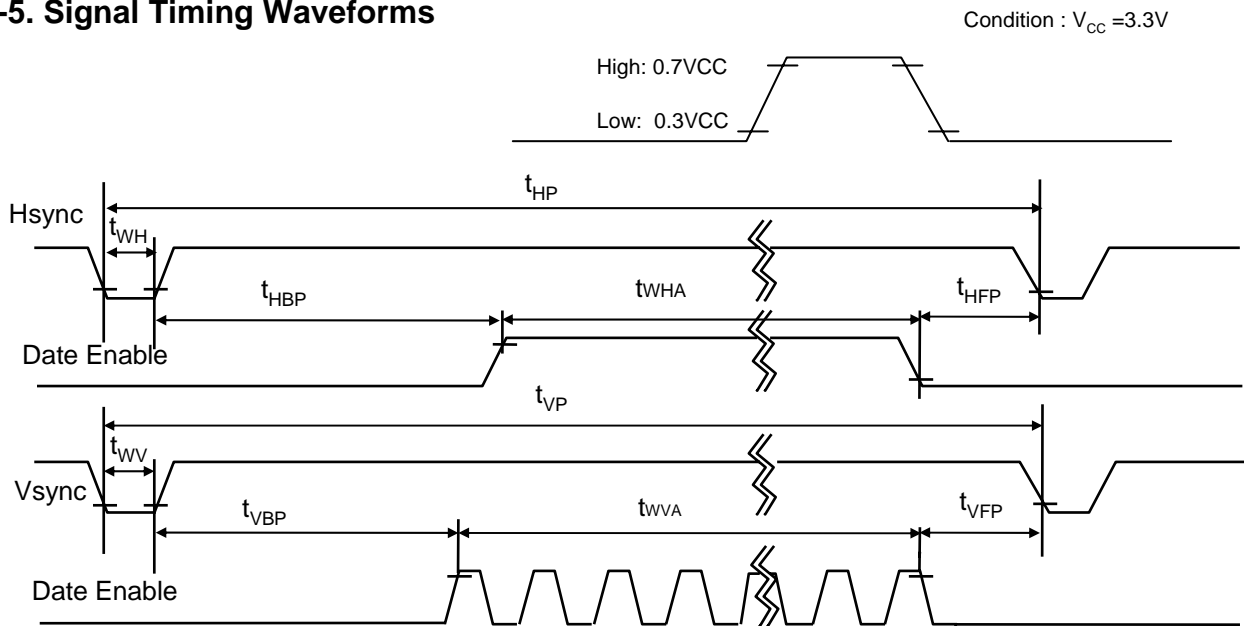 -5. Signal Timing Waveforms
Condition : VCC =3.3V
High: 0.7VCC
Low: 0.3VCC
tHP
Hsync
tWH
tHBP
tWHA
tHFP
Date Enable
tVP
tWV
Vsync
tVBP
tWVA
tVFP
Date Enable